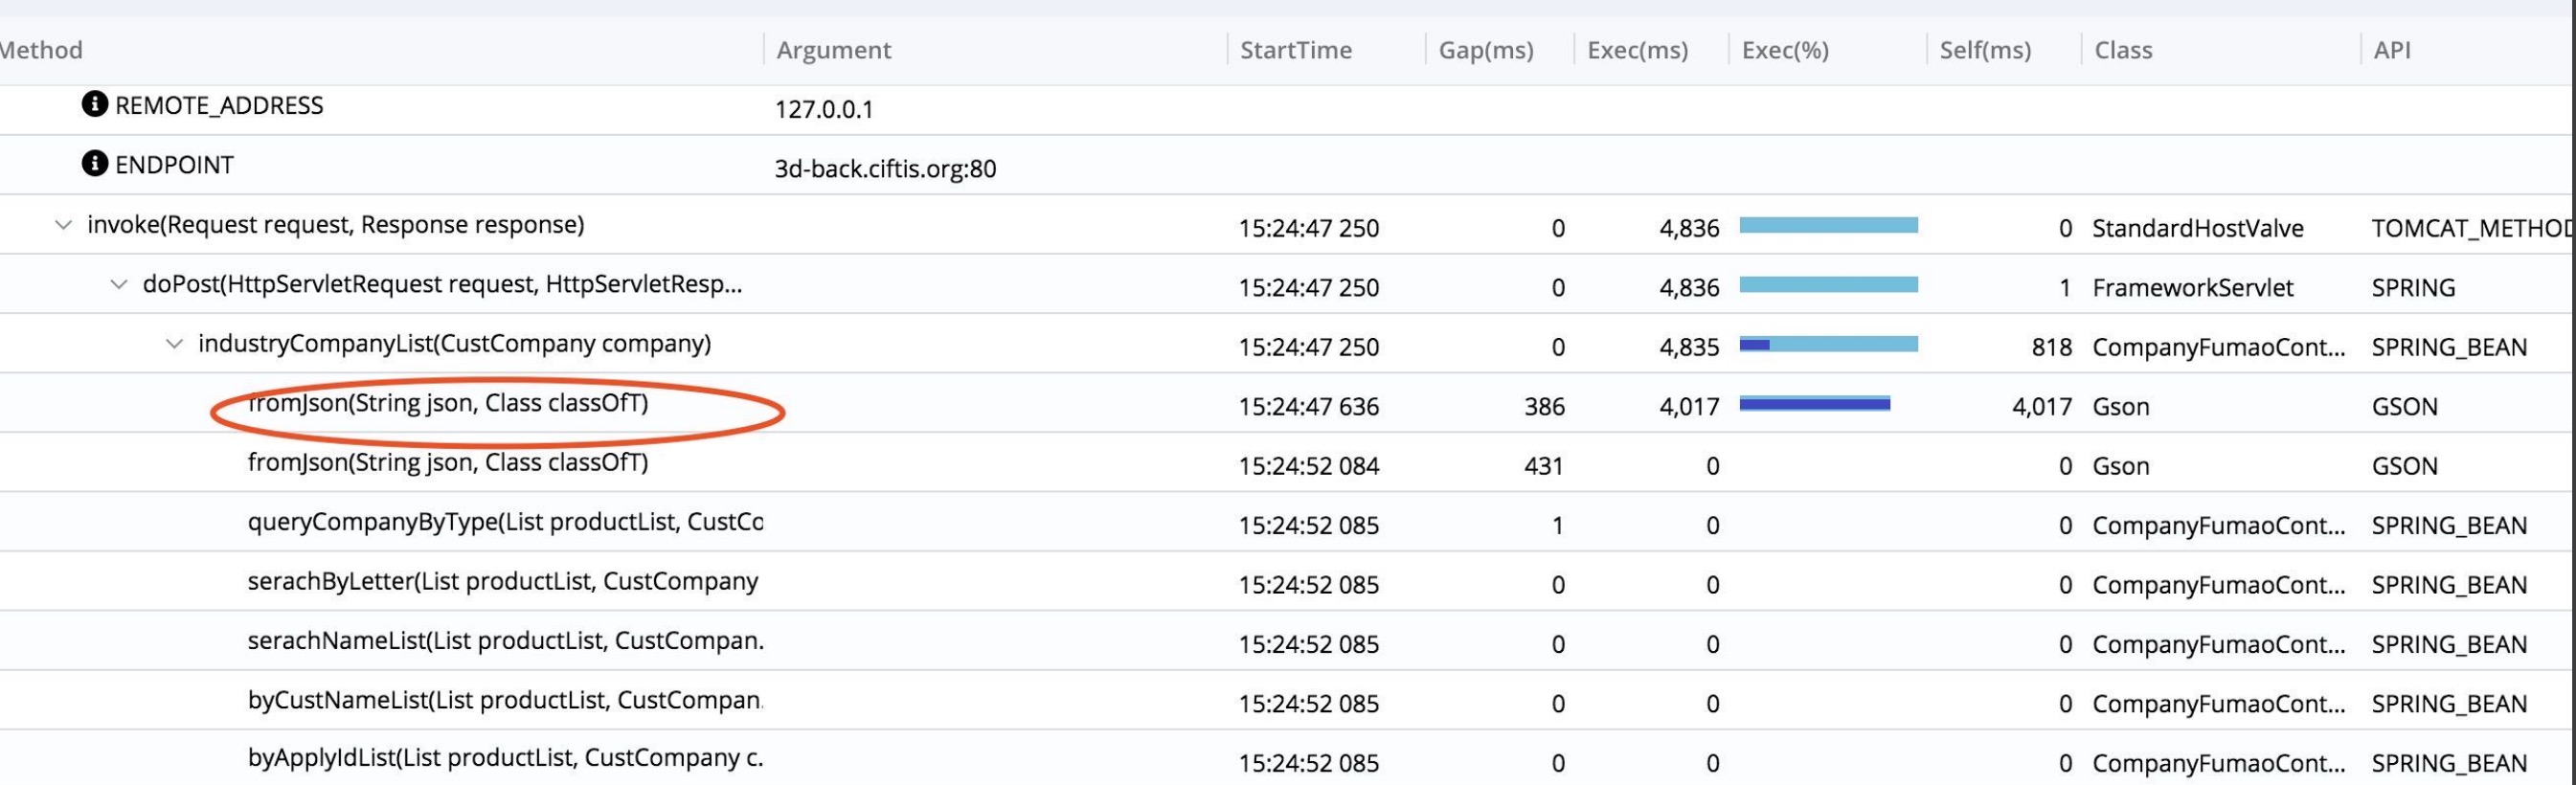 Method Argument StartTime Gap(ms) Exec(ms) Exec(%) Self(ms) Class API
REMOTE_ADDRESS 127.0.0.1
ENDPOINT 3d-back.ciftis.org:80
invoke(Request request, Response response) 15:24:47 250 0 4,836 0 StandardHostValve TOMCAT_METHOD
doPost(HttpServletRequest request, HttpServletResp... 15:24:47 250 0 4,836 1 FrameworkServlet SPRING
industryCompanyList(CustCompany company) 15:24:47 250 0 4,835 818 CompanyFumaoCont... SPRING_BEAN
fromJson(String json, Class classOfT) 15:24:47 636 386 4,017 4,017 Gson GSON
fromJson(String json, Class classOfT) 15:24:52 084 431 0 0 Gson GSON
queryCompanyByType(List productList, CustCo 15:24:52 085 1 0 0 CompanyFumaoCont... SPRING_BEAN
serachByLetter(List productList, CustCompany 15:24:52 085 0 0 0 CompanyFumaoCont... SPRING_BEAN
serachNameList(List productList, CustCompan. 15:24:52 085 0 0 0 CompanyFumaoCont... SPRING_BEAN
byCustNameList(List productList, CustCompan. 15:24:52 085 0 0 0 CompanyFumaoCont... SPRING_BEAN
byApplyIdList(List productList, CustCompany c. 15:24:52 085 0 0 0 CompanyFumaoCont... SPRING_BEAN